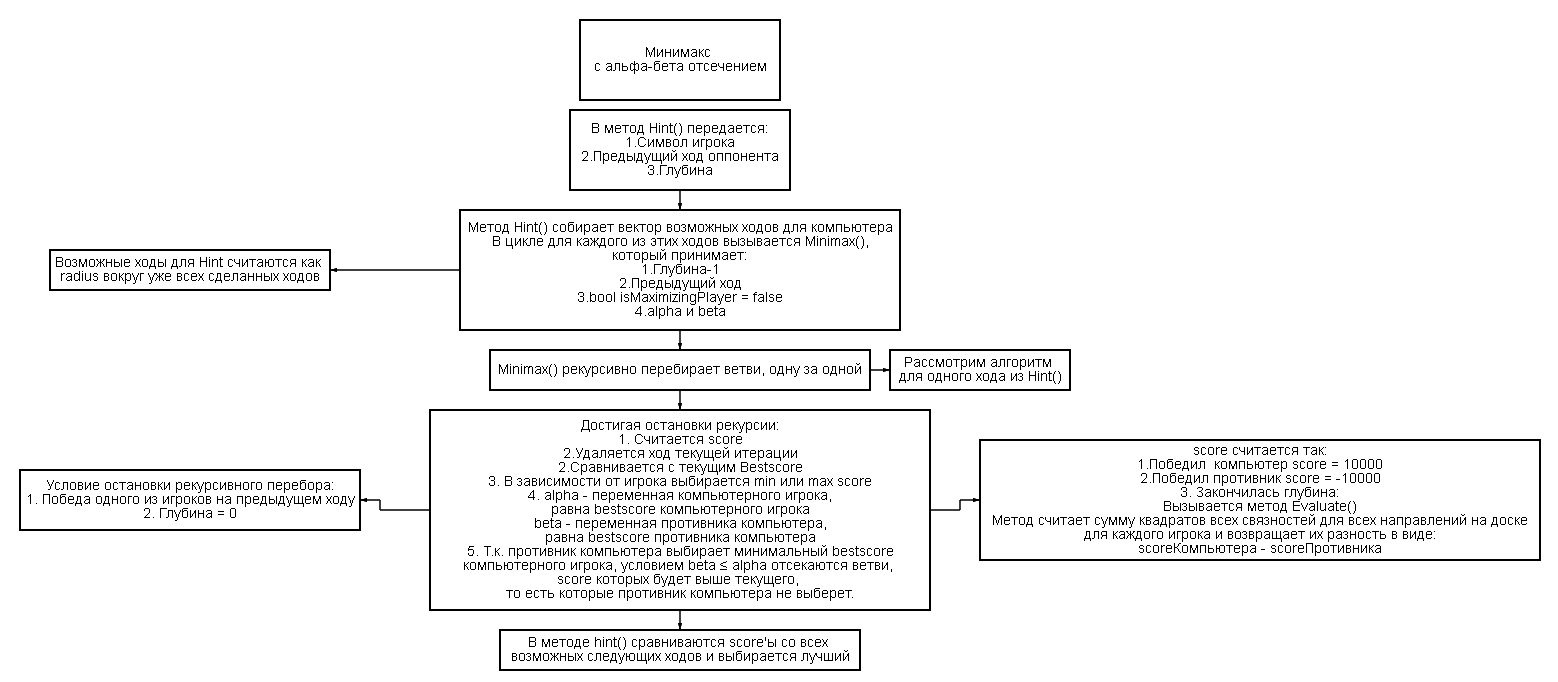 Минимакс
с альфа-бета отсечением
В метод Hint() передается:
1.Символ игрока
2.Предыдущий ход оппонента
3.Глубина
Метод Hint() собирает вектор возможных ходов для компьютера
В цикле для каждого из этих ходов вызывается Minimax(),
который принимает:
1.Глубина-1
2.Предыдущий ход
3.bool isMaximizingPlayer = false
4.alpha и beta
Возможные ходы для Hint считаются как
radius вокруг уже всех сделанных ходов
Minimax() рекурсивно перебирает ветви, одну за одной
Рассмотрим алгоритм
для одного хода из Hint()
Достигая остановки рекурсии:
1. Считается score
2.Удаляется ход текущей итерации
2.Сравнивается с текущим Bestscore
3. В зависимости от игрока выбирается min или max score
4. alpha - переменная компьютерного игрока,
равна bestscore компьютерного игрока
beta - переменная противника компьютера,
равна bestscore противника компьютера
5. Т.к. противник компьютера выбирает минимальный bestscore
компьютерного игрока, условием beta ≤ alpha отсекаются ветви,
score которых будет выше текущего,
то есть которые противник компьютера не выберет.
Условие остановки рекурсивного перебора:
1. Победа одного из игроков на предыдущем ходу
2. Глубина = 0
score считается так:
1.Победил компьютер score = 10000
2.Победил противник score = -10000
3. Закончилась глубина:
Вызывается метод Evaluate()
Метод считает сумму квадратов всех связностей для всех направлений на доске
для каждого игрока и возвращает их разность в виде:
scoreКомпьютера - scoreПротивника
В методе hint() сравниваются score'ы со всех
возможных следующих ходов и выбирается лучший